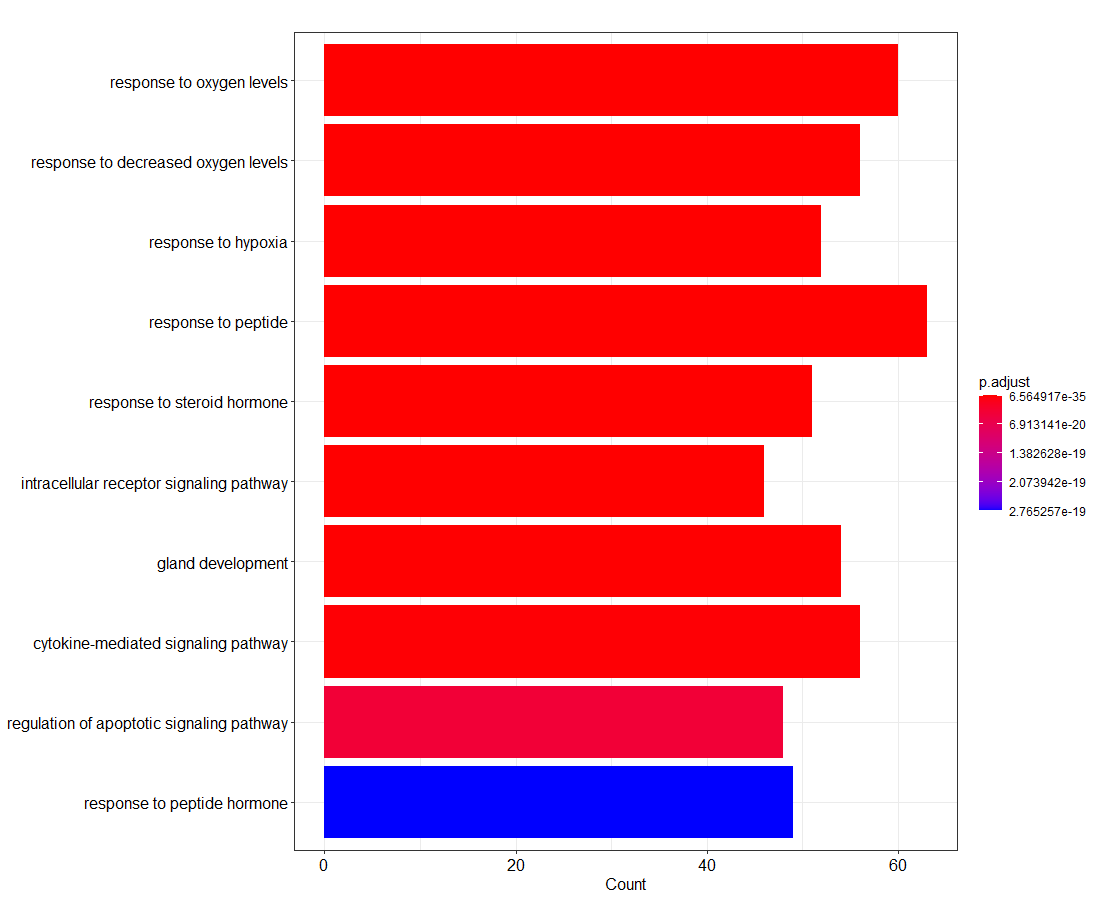 response to oxygen levels
response to decreased oxygen levels
response to hypoxia
response to peptide
response to steroid hormone
intracellular receptor signaling pathway
gland development
cytokine-mediated signaling pathway
regulation of apoptotic signaling pathway
response to peptide hormone
0 20 40 60
Count
p.adjust
6.564917e-35
6.913141e-20
1.382628e-19
2.073942e-19
2.765257e-19